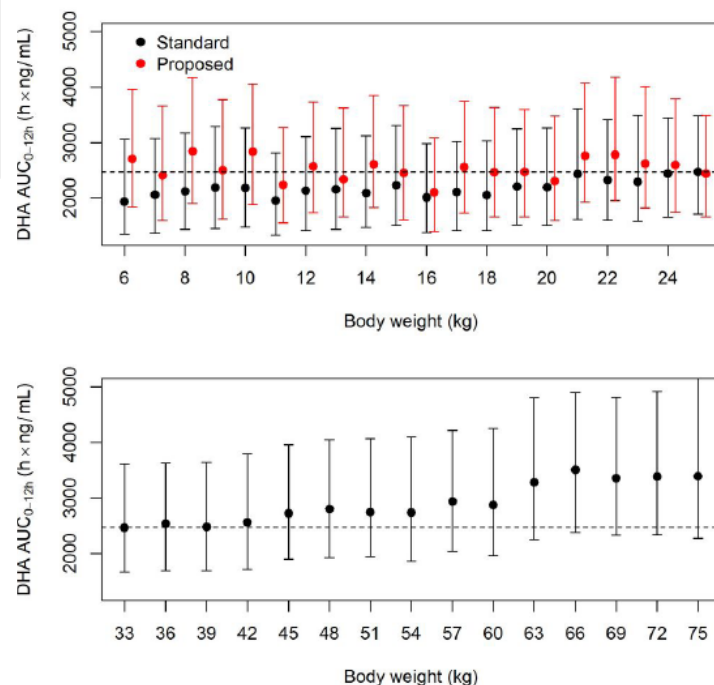 DHA AUC0–12h (h × ng/mL)
5000
4000
3000
2000
Standard
Proposed
6 8 10 12 14 16 18 20 22 24
Body weight (kg)
DHA AUC0–12h (h × ng/mL)
5000
4000
3000
2000
33 36 39 42 45 48 51 54 57 60 63 66 69 72 75
Body weight (kg)